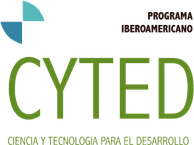 PROGRAMA
IBEROAMERICANO
CYTED
CIENCIA Y TECNOLOGIA PARA EL DESARROLLO